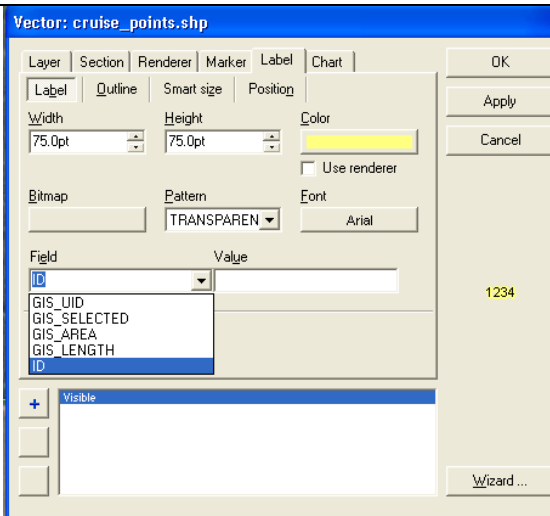 Vector: cruise_points.shp
Layer Section Renderer Marker Label Chart
OK
Label Outline Smart size Position
Apply
Width Height Color
75.0pt 75.0pt
Cancel
Use renderer
Bitmap Pattern Font
TRANSPAREN Arial
Field Value
ID
1234
GIS_UID
GIS_SELECTED
GIS_AREA
GIS_LENGTH
ID
+ Visible
Wizard ...